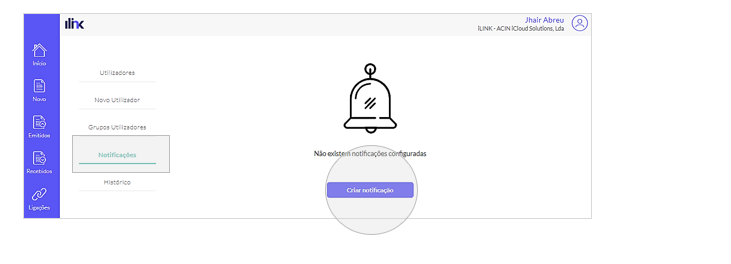 ilink
Jhair Abreu
iLINK - ACIN iCloud Solutions, Lda
Início
Novo
Emitidos
Recebidos
Ligações
Utilizadores
Novo Utilizador
Grupos Utilizadores
Notificações
Histórico
Não existem notificações configuradas
Criar notificação